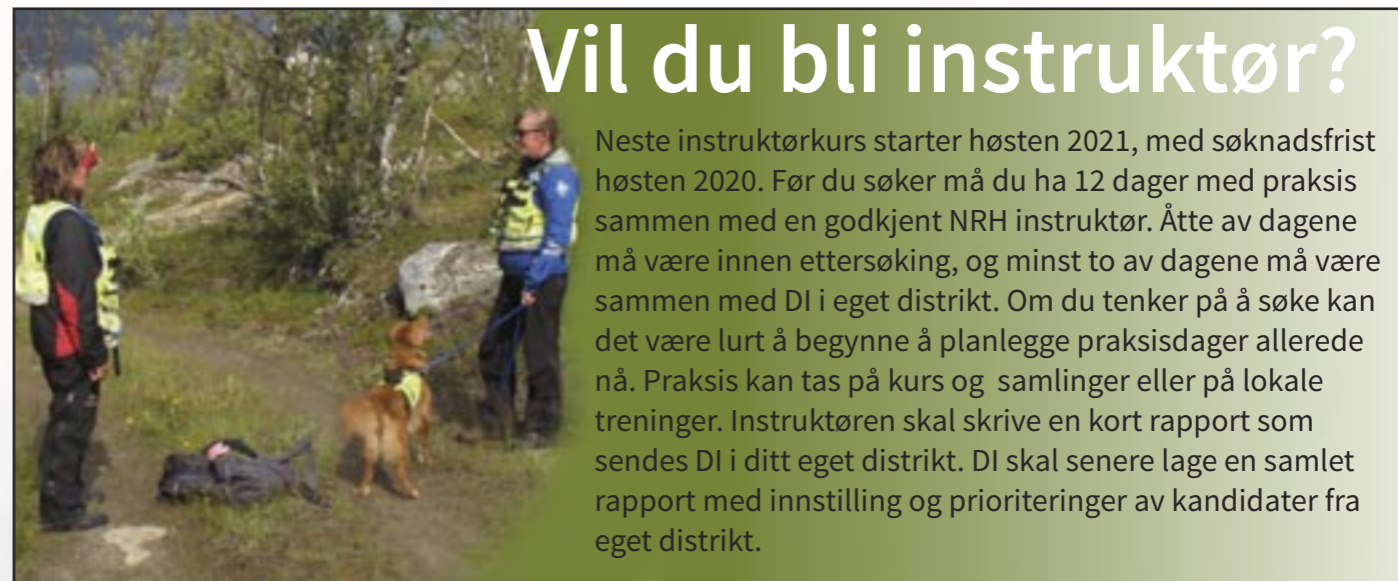 Vil du bli instruktør?
Neste instruktørkurs starter høsten 2021, med søknadsfrist
høsten 2020. Før du søker må du ha 12 dager med praksis
sammen med en godkjent NRH instruktør. Åtte av dagene
må være innen ettersøking, og minst to av dagene må være
sammen med DI i eget distrikt. Om du tenker på å søke kan
det være lurt å begynne å planlegge praksisdager allerede
nå. Praksis kan tas på kurs og  samlinger eller på lokale
treninger. Instruktøren skal skrive en kort rapport som
sendes DI i ditt eget distrikt. DI skal senere lage en samlet
rapport med innstilling og prioriteringer av kandidater fra
eget distrikt.